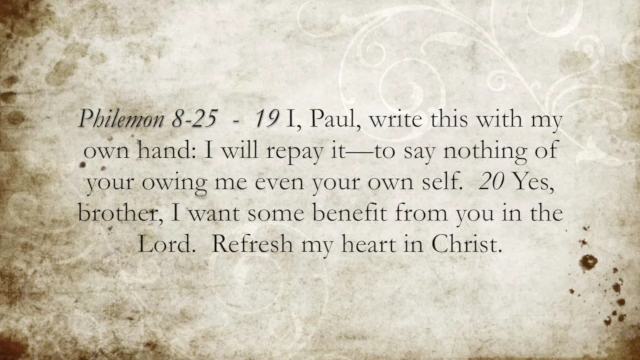 Philemon 8-25 - 19 I, Paul, write this with my
own hand: I will repay it—to say nothing of
your owing me even your own self. 20 Yes,
brother, I want some benefit from you in the
Lord. Refresh my heart in Christ.